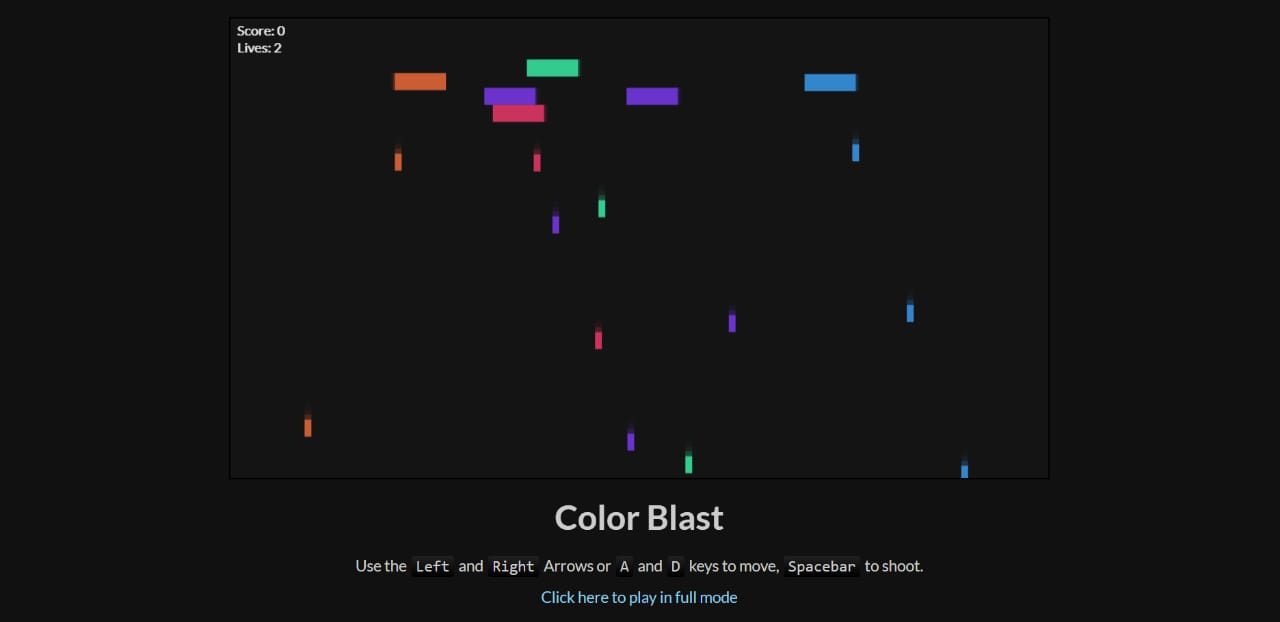 Score: 0
Lives: 2
Color Blast
Use the Left and Right Arrows or A and D keys to move, Spacebar to shoot.
Click here to play in full mode